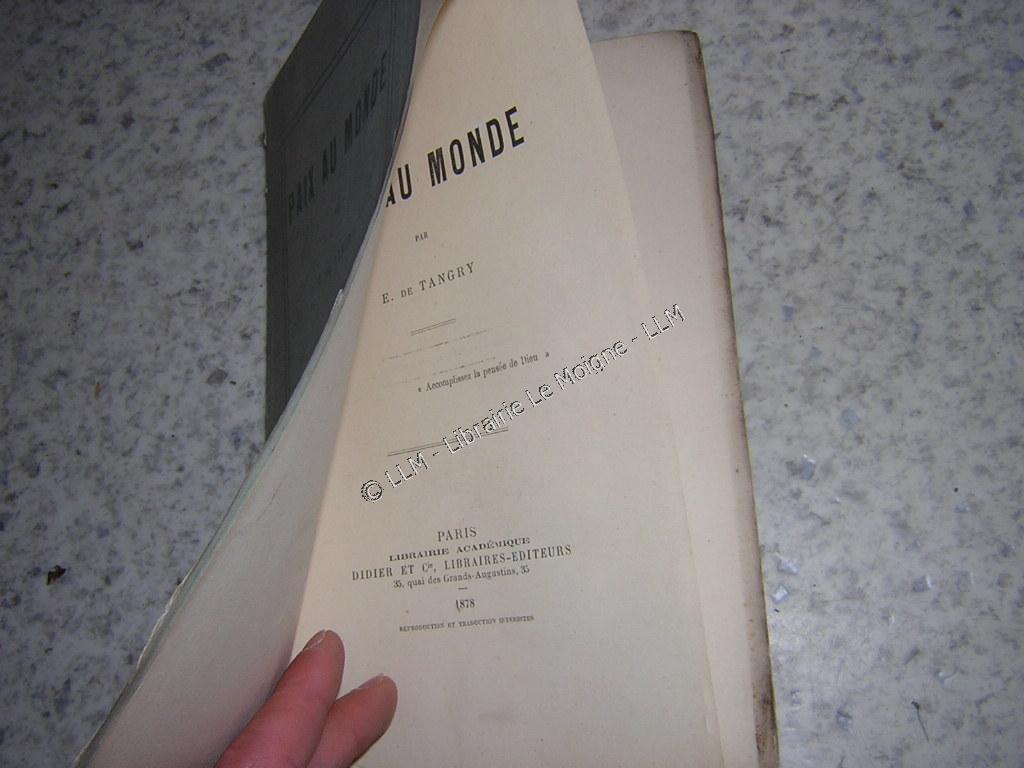 PAIX AU MONDE
AU MONDE
PAR
E. DE TANGRY
« Accomplissez la pensée de Dieu »
© LLM - Librairie Le Moigne - LLM
PARIS
LIBRAIRIE ACADÉMIQUE
DIDIER ET Cie, LIBRAIRES-EDITEURS
35, quai des Grands-Augustins, 35
1878
REPRODUCTION ET TRADUCTION INTERDITES